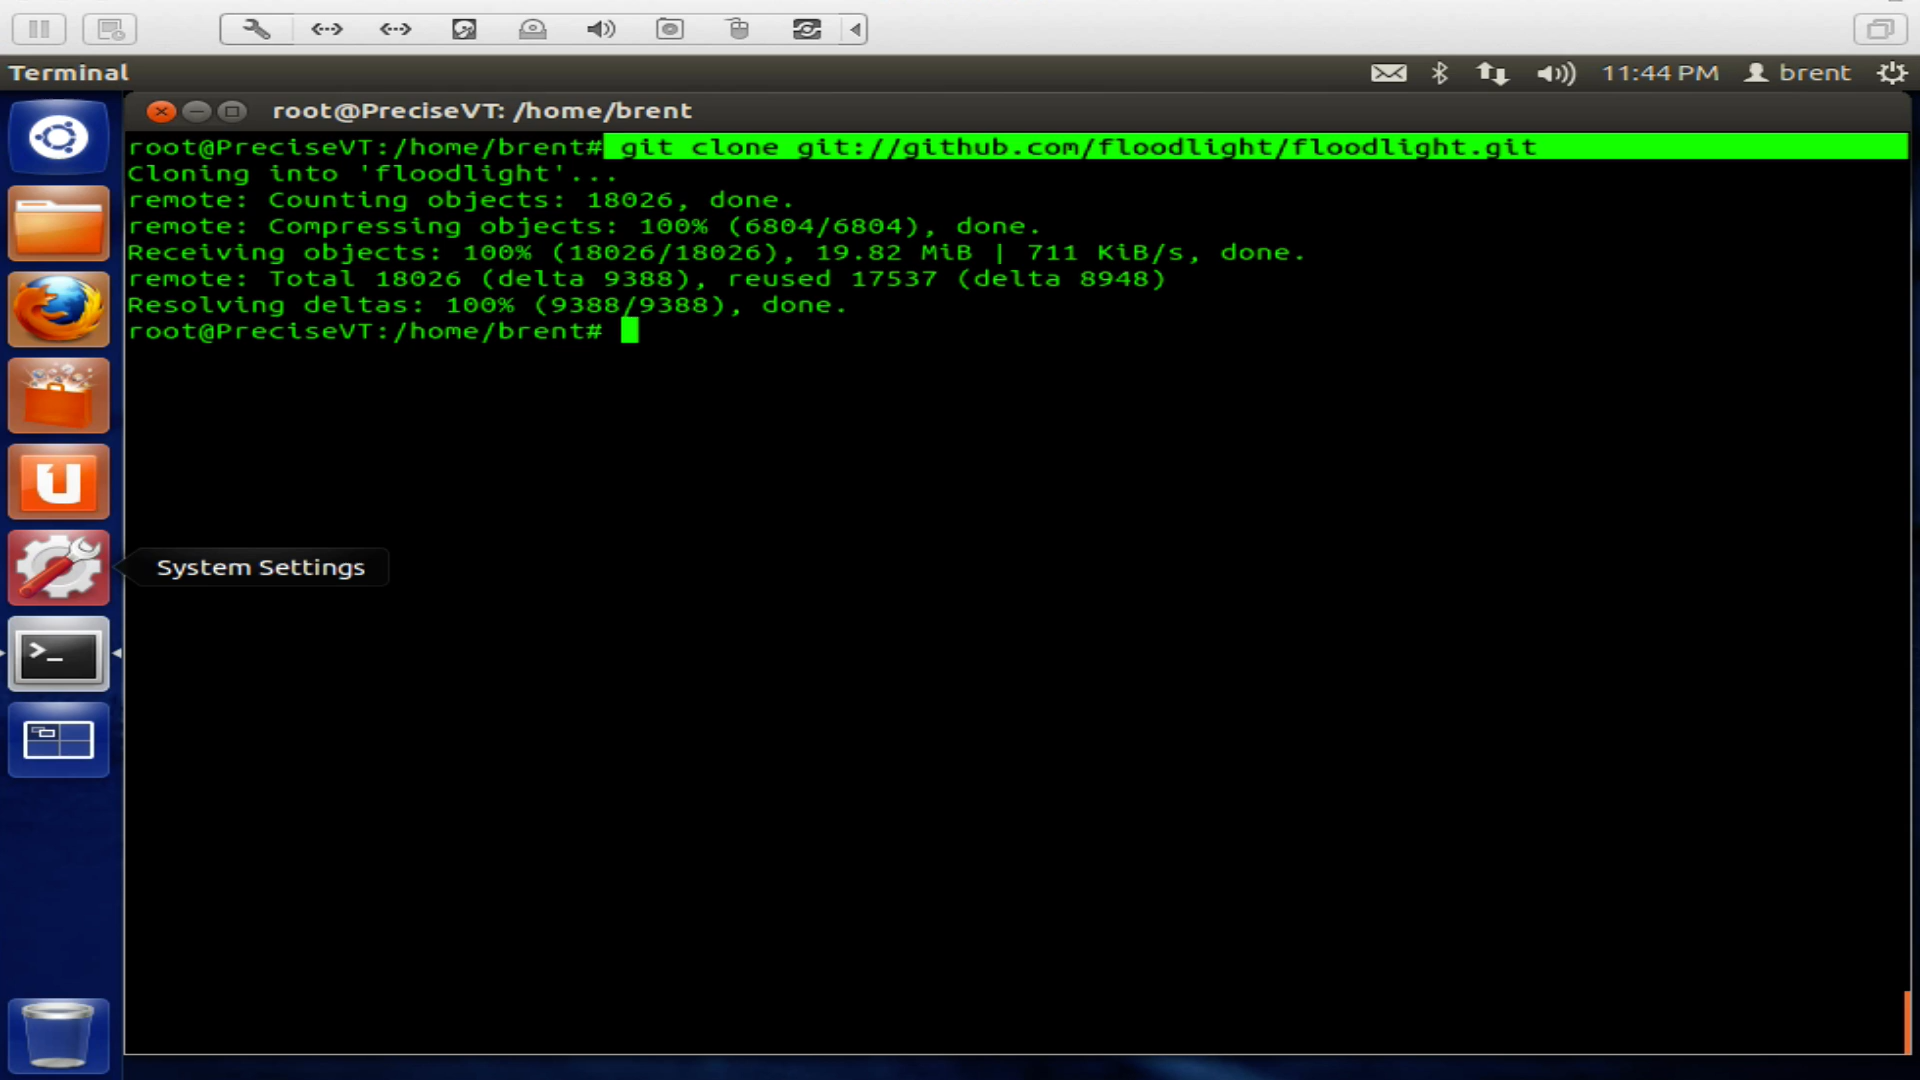 Terminal
11:44 PM brent
root@PreciseVT: /home/brent
root@PreciseVT:/home/brent# git clone git://github.com/floodlight/floodlight.git
Cloning into 'floodlight'...
remote: Counting objects: 18026, done.
remote: Compressing objects: 100% (6804/6804), done.
Receiving objects: 100% (18026/18026), 19.82 MiB | 711 KiB/s, done.
remote: Total 18026 (delta 9388), reused 17537 (delta 8948)
Resolving deltas: 100% (9388/9388), done.
root@PreciseVT:/home/brent#
System Settings